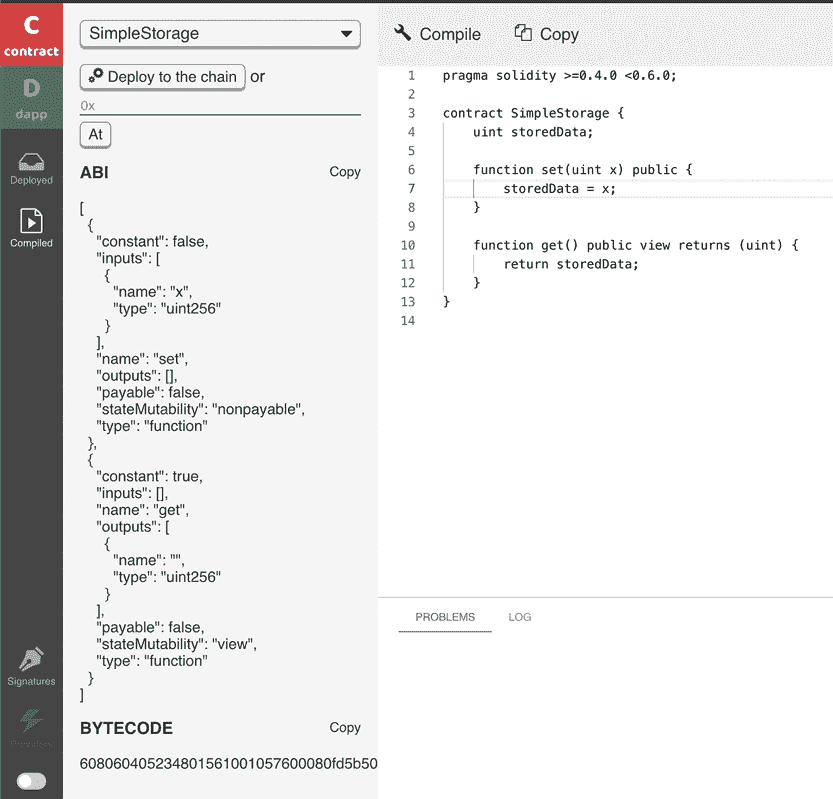 C
contract
D
dapp
Deployed
Compiled
Signatures
SimpleStorage
Deploy to the chain or
0x
At
ABI Copy
[
{
"constant": false,
"inputs": [
{
"name": "x",
"type": "uint256"
}
],
"name": "set",
"outputs": [],
"payable": false,
"stateMutability": "nonpayable",
"type": "function"
},
{
"constant": true,
"inputs": [],
"name": "get",
"outputs": [
{
"name": "",
"type": "uint256"
}
],
"payable": false,
"stateMutability": "view",
"type": "function"
}
]
BYTECODE Copy
608060405234801561001057600080fd5b50
Compile Copy
1 pragma solidity >=0.4.0 <0.6.0;
2
3 contract SimpleStorage {
4 uint storedData;
5
6 function set(uint x) public {
7 storedData = x;
8 }
9
10 function get() public view returns (uint) {
11 return storedData;
12 }
13 }
14
PROBLEMS LOG